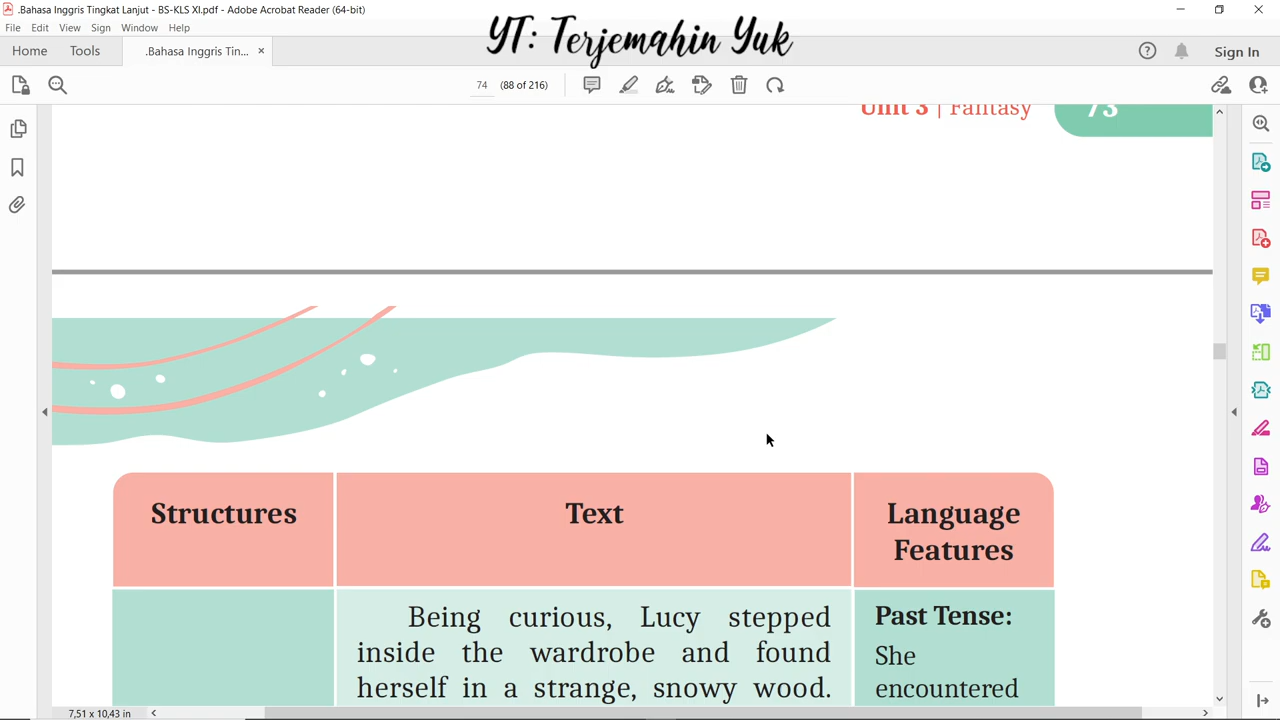 .Bahasa Inggris Tingkat Lanjut - BS-KLS XI.pdf - Adobe Acrobat Reader (64-bit)
File Edit View Sign Window Help
YT: Terjemahin Yuk
Home Tools .Bahasa Inggris Tin... × Sign In
74 (88 of 216)
Unit 3 | Fantasy 73
Structures
Text
Language
Features
Being curious, Lucy stepped
inside the wardrobe and found
herself in a strange, snowy wood.
Past Tense:
She
encountered
7,51 x 10,43 in